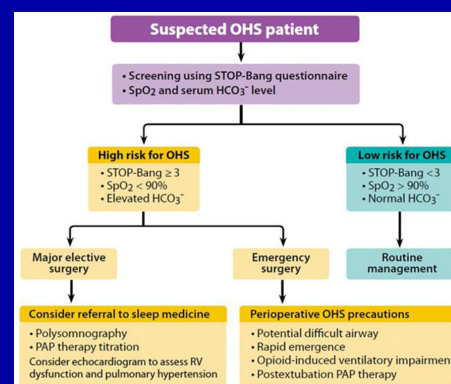 Suspected OHS patient
• Screening using STOP-Bang questionnaire
• SpO₂ and serum HCO₃⁻ level
High risk for OHS
• STOP-Bang ≥ 3
• SpO₂ < 90%
• Elevated HCO₃⁻
Low risk for OHS
• STOP-Bang <3
• SpO₂ > 90%
• Normal HCO₃⁻
Major elective
surgery
Emergency
surgery
Routine
management
Consider referral to sleep medicine
• Polysomnography
• PAP therapy titration
Consider echocardiogram to assess RV
dysfunction and pulmonary hypertension
Perioperative OHS precautions
• Potential difficult airway
• Rapid emergence
• Opioid-induced ventilatory impairment
• Postextubation PAP therapy